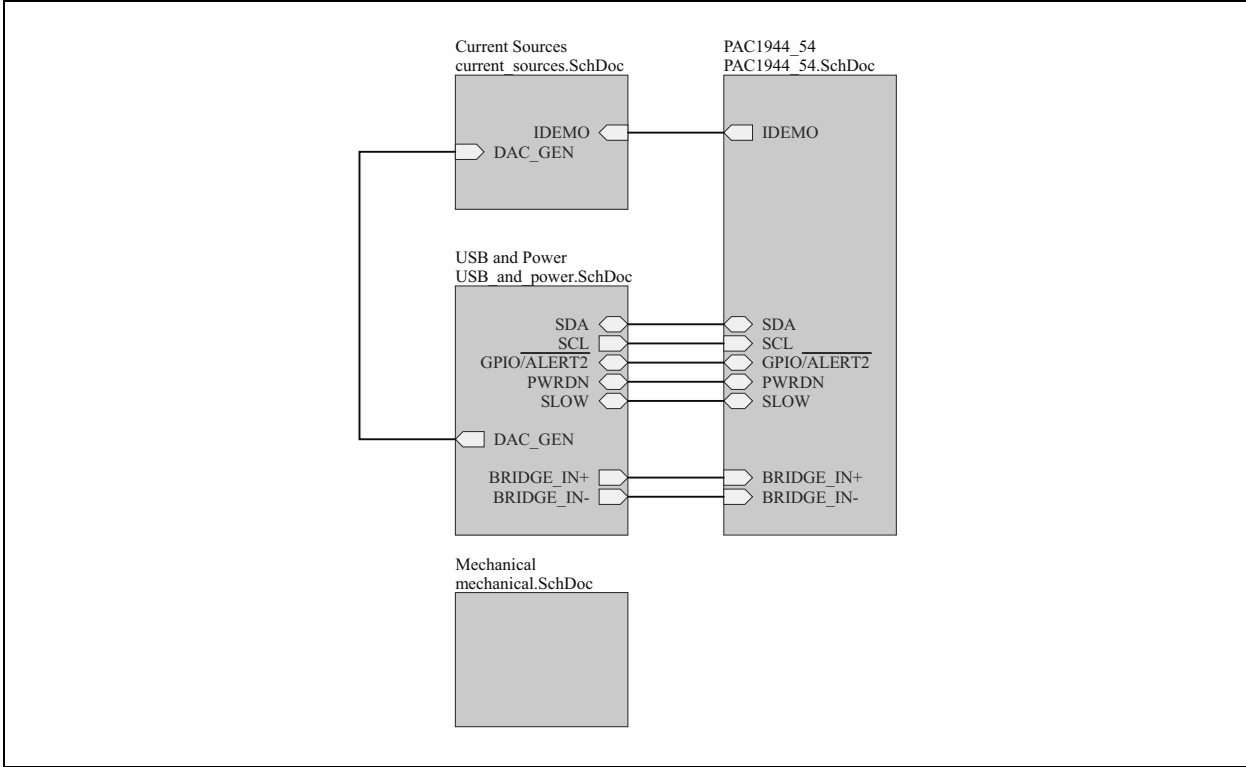 Current Sources
current_sources.SchDoc
IDEMO
DAC_GEN
PAC1944_54
PAC1944_54.SchDoc
IDEMO
SDA
SCL
GPIO/ALERT2
PWRDN
SLOW
BRIDGE_IN+
BRIDGE_IN-
USB and Power
USB_and_power.SchDoc
SDA
SCL
GPIO/ALERT2
PWRDN
SLOW
DAC_GEN
BRIDGE_IN+
BRIDGE_IN-
Mechanical
mechanical.SchDoc